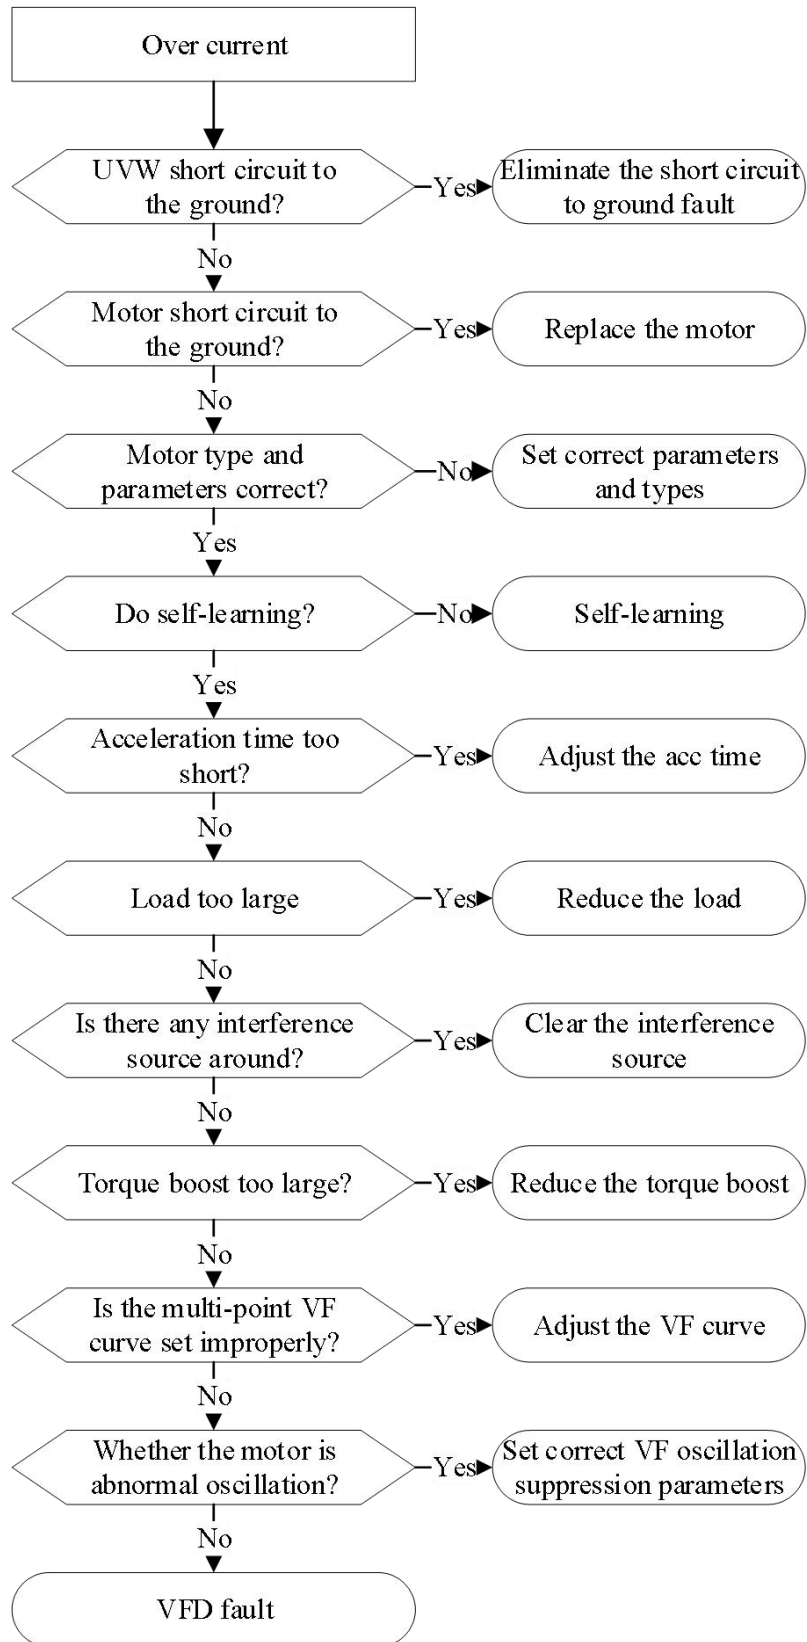 Over current
UVW short circuit to
the ground?
Yes
Eliminate the short circuit
to ground fault
No
Motor short circuit to
the ground?
Yes
Replace the motor
No
Motor type and
parameters correct?
No
Set correct parameters
and types
Yes
Do self-learning?
No
Self-learning
Yes
Acceleration time too
short?
Yes
Adjust the acc time
No
Load too large
Yes
Reduce the load
No
Is there any interference
source around?
Yes
Clear the interference
source
No
Torque boost too large?
Yes
Reduce the torque boost
No
Is the multi-point VF
curve set improperly?
Yes
Adjust the VF curve
No
Whether the motor is
abnormal oscillation?
Yes
Set correct VF oscillation
suppression parameters
No
VFD fault